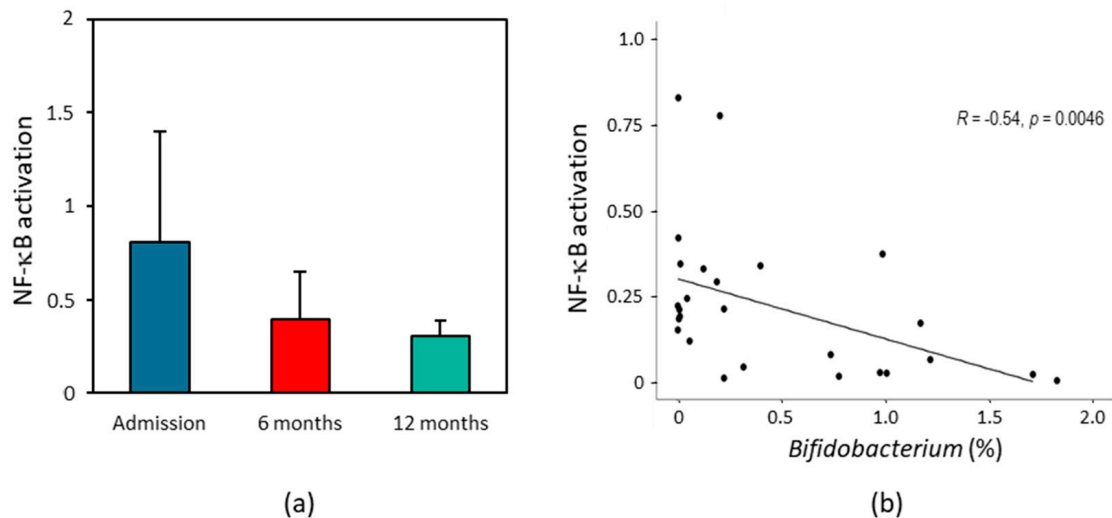 2
1.5
1
0.5
0
NF-κB activation
Admission
6 months
12 months
(a)
1.0
0.75
0.50
0.25
0
NF-κB activation
R = -0.54, p = 0.0046
0
0.5
1.0
1.5
2.0
Bifidobacterium (%)
(b)